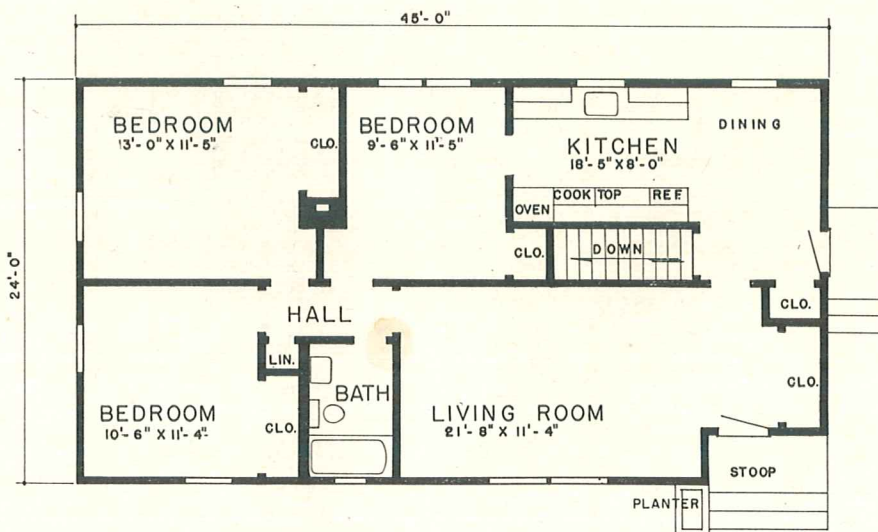 45'-0"
24'-0"
BEDROOM
13'-0" X 11'-5"
CLO.
BEDROOM
9'-6" X 11'-5"
KITCHEN
18'-5" X 8'-0"
DINING
OVEN
COOK TOP
REF.
CLO.
DOWN
CLO.
HALL
LIN.
BEDROOM
10'-6" X 11'-4"
CLO.
BATH
LIVING ROOM
21'-8" X 11'-4"
CLO.
STOOP
PLANTER